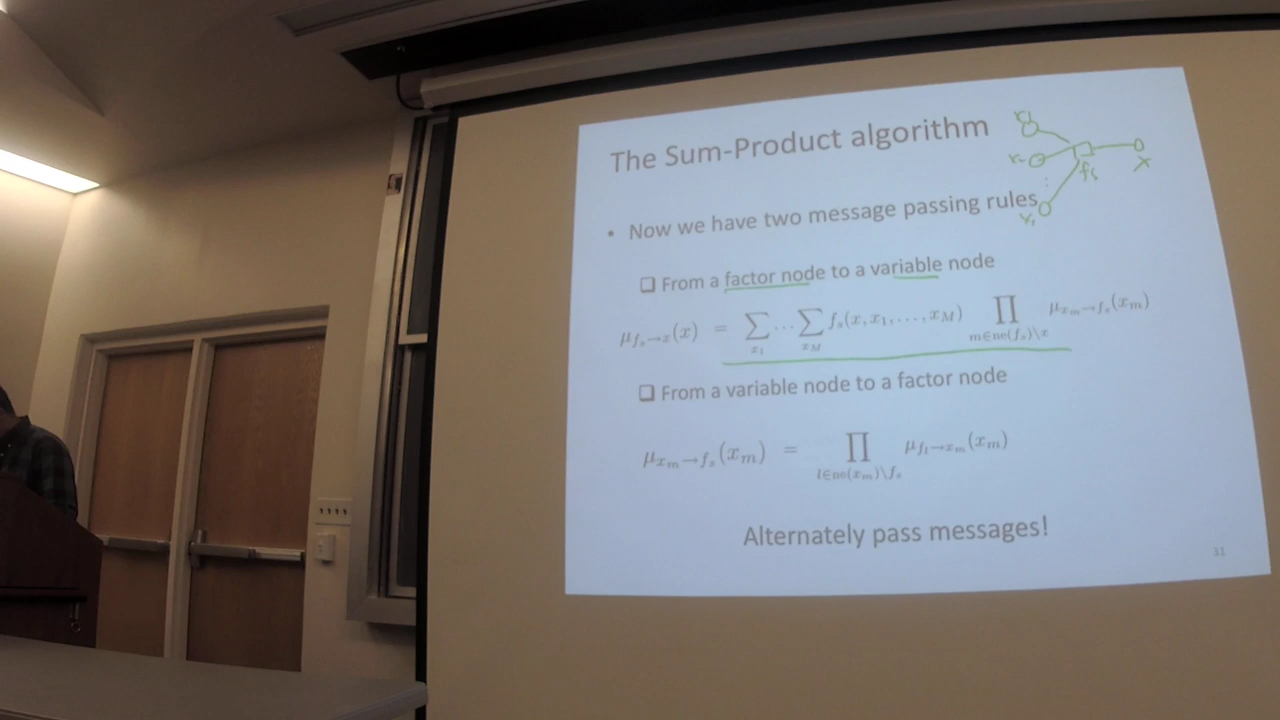 The Sum-Product algorithm
x1
x
fs
• Now we have two message passing rules
❑ From a factor node to a variable node
μ_{f_s→x}(x) = ∑_{x_1} … ∑_{x_M} f_s(x, x_1, . . . , x_M) ∏_{m∈ne(f_s)\x} μ_{x_m→f_s}(x_m)
❑ From a variable node to a factor node
μ_{x_m→f_s}(x_m) = ∏_{l∈ne(x_m)\f_s} μ_{f_l→x_m}(x_m)
Alternately pass messages!
31